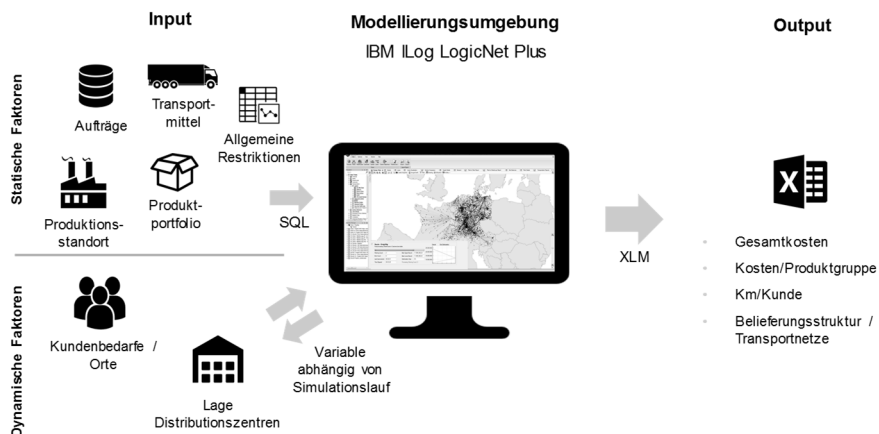 Input
Modellierungsumgebung
IBM ILog LogicNet Plus
Output
Statische Faktoren
Aufträge
Transport-
mittel
Allgemeine
Restriktionen
Produktions-
standort
Produkt-
portfolio
SQL
XLM
Gesamtkosten
Kosten/Produktgruppe
Km/Kunde
Belieferungsstruktur /
Transportnetze
Dynamische Faktoren
Kundenbedarfe /
Orte
Lage
Distributionszentren
Variable
abhängig von
Simulationslauf